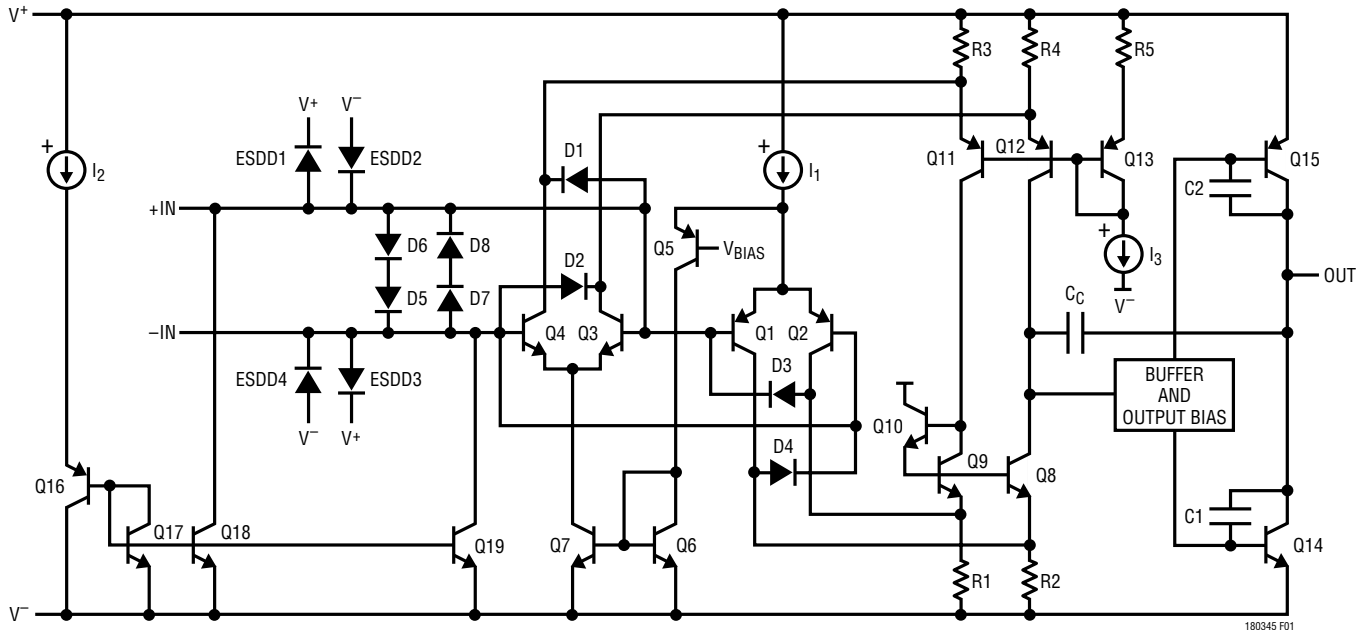 V+
R3
R4
R5
V+
V−
+
I2
ESDD1
ESDD2
D1
+
I1
Q11
Q12
Q13
Q15
C2
+IN
D6
D8
Q5
VBIAS
+
I3
V−
OUT
D2
D5
D7
CC
−IN
Q4
Q3
Q1
Q2
ESDD4
ESDD3
D3
BUFFER
AND
OUTPUT BIAS
V−
V+
Q10
D4
Q9
Q8
Q16
C1
Q17
Q18
Q19
Q7
Q6
Q14
R1
R2
V−
180345 F01